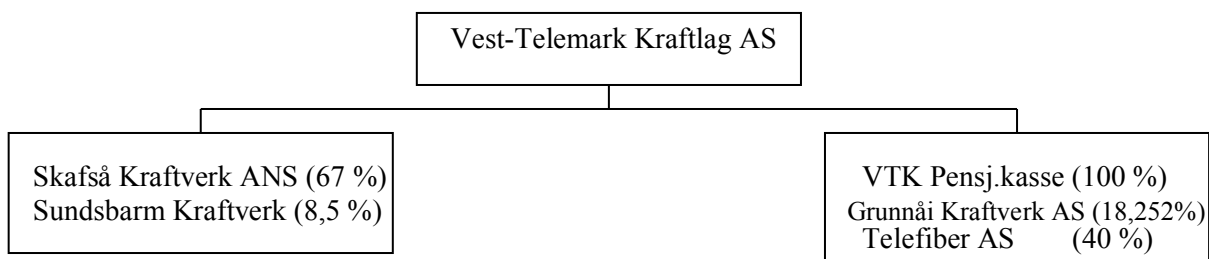 Vest-Telemark Kraftlag AS
Skafså Kraftverk ANS (67 %)
Sundsbarm Kraftverk (8,5 %)
VTK Pensj.kasse (100 %)
Grunnåi Kraftverk AS (18,252%)
Telefiber AS (40 %)